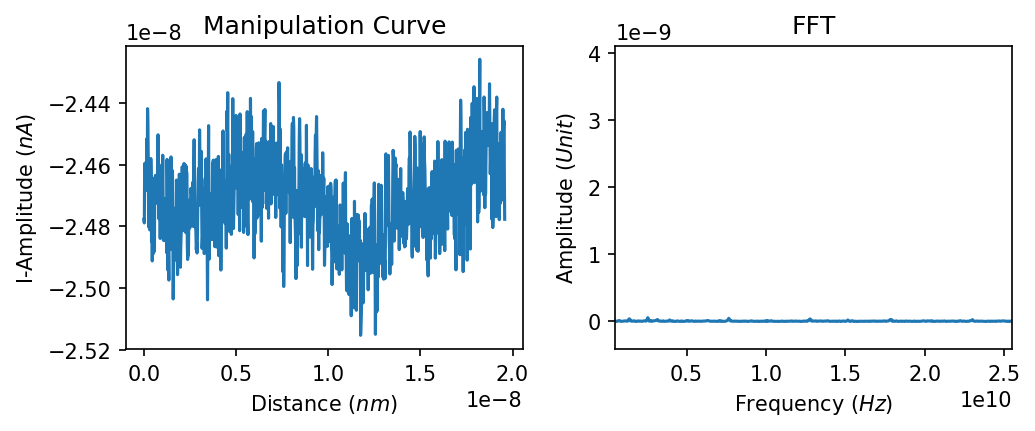 Manipulation Curve
1e−8
I-Amplitude (nA)
−2.44
−2.46
−2.48
−2.50
−2.52
0.0 0.5 1.0 1.5 2.0
Distance (nm)
1e−8
FFT
1e−9
Amplitude (Unit)
4
3
2
1
0
0.5 1.0 1.5 2.0 2.5
Frequency (Hz)
1e10